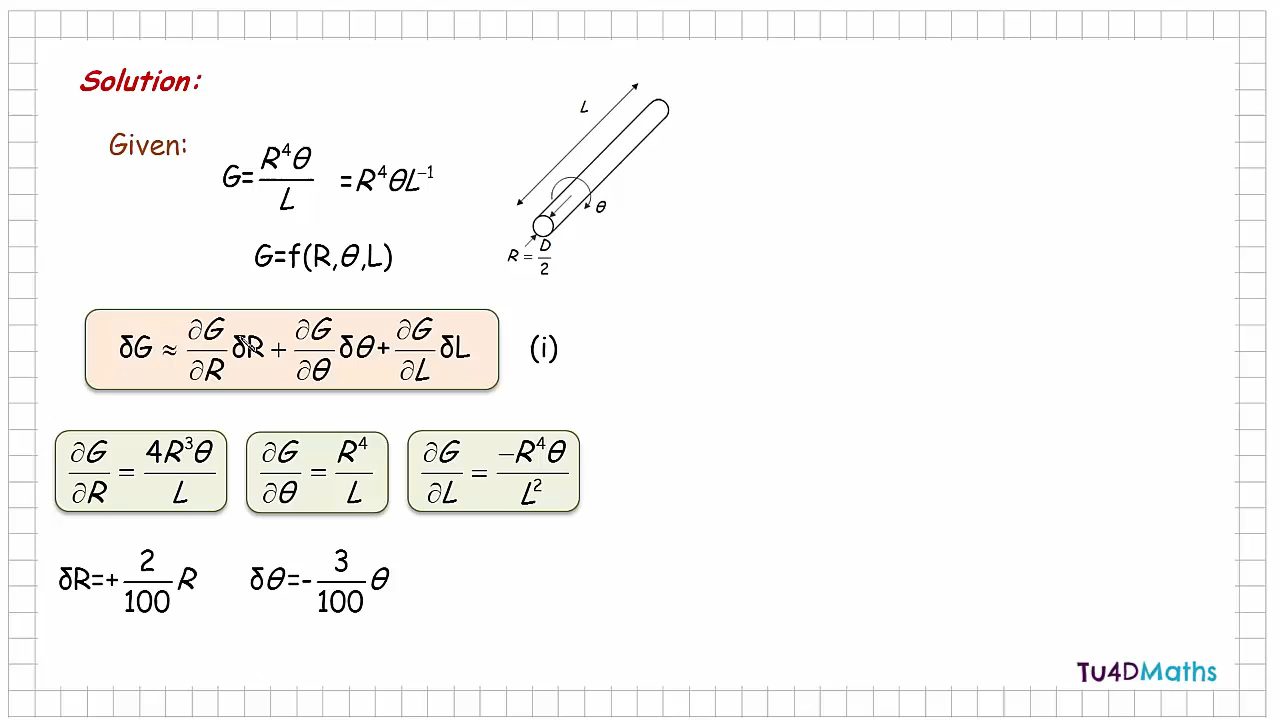 Solution:
Given:
G=R⁴θ/L =R⁴θL⁻¹
G=f(R,θ,L)
L
θ
R = D/2
δG ≈ ∂G/∂R δR + ∂G/∂θ δθ+ ∂G/∂L δL (i)
∂G/∂R = 4R³θ/L ∂G/∂θ = R⁴/L ∂G/∂L = −R⁴θ/L²
δR=+2/100 R δθ=-3/100 θ
Tu4DMaths